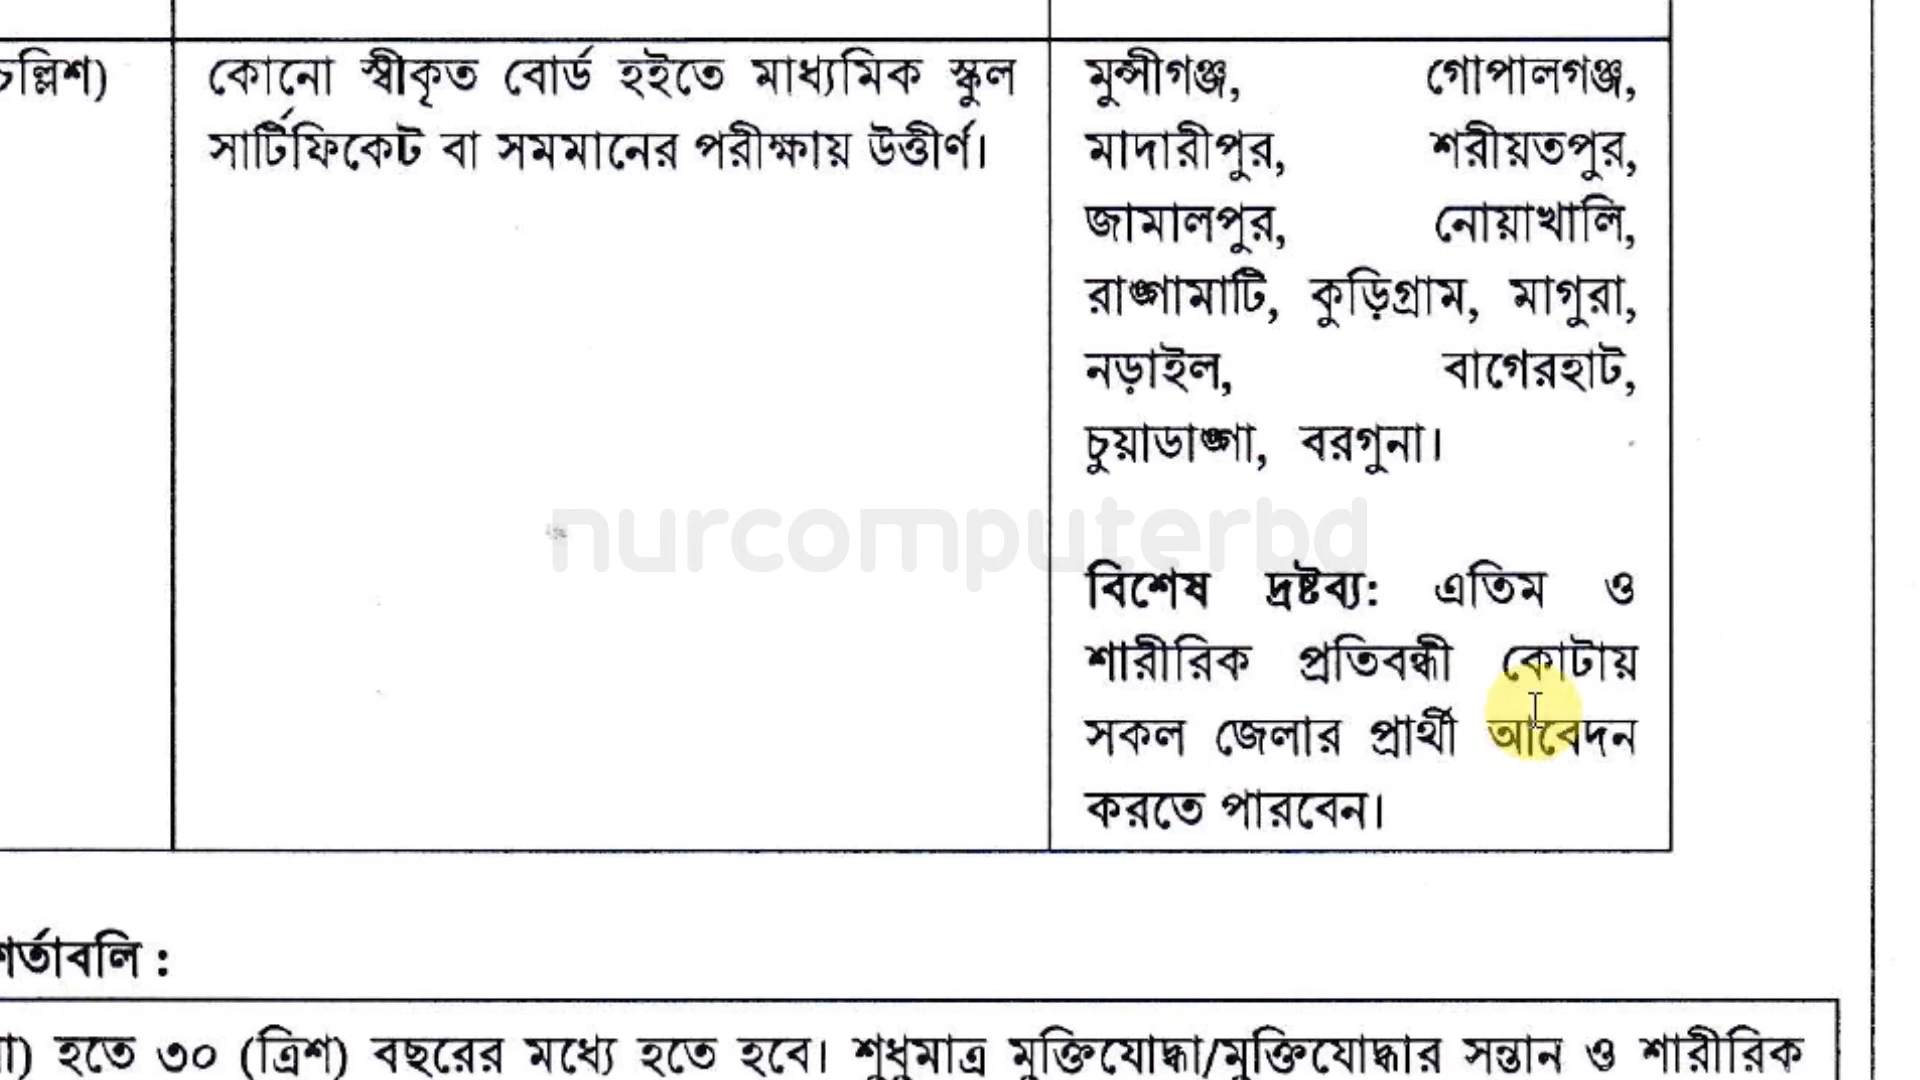 চল্লিশ)
কোনো স্বীকৃত বোর্ড হইতে মাধ্যমিক স্কুল
সার্টিফিকেট বা সমমানের পরীক্ষায় উত্তীর্ণ।
মুন্সীগঞ্জ, গোপালগঞ্জ,
মাদারীপুর, শরীয়তপুর,
জামালপুর, নোয়াখালি,
রাঙ্গামাটি, কুড়িগ্রাম, মাগুরা,
নড়াইল, বাগেরহাট,
চুয়াডাঙ্গা, বরগুনা।
nurcomputerbd
বিশেষ দ্রষ্টব্য: এতিম ও
শারীরিক প্রতিবন্ধী কোটায়
সকল জেলার প্রার্থী আবেদন
করতে পারবেন।
শর্তাবলি :
হতে ৩০ (ত্রিশ) বছরের মধ্যে হতে হবে। শুধুমাত্র মুক্তিযোদ্ধা/মুক্তিযোদ্ধার সন্তান ও শারীরিক